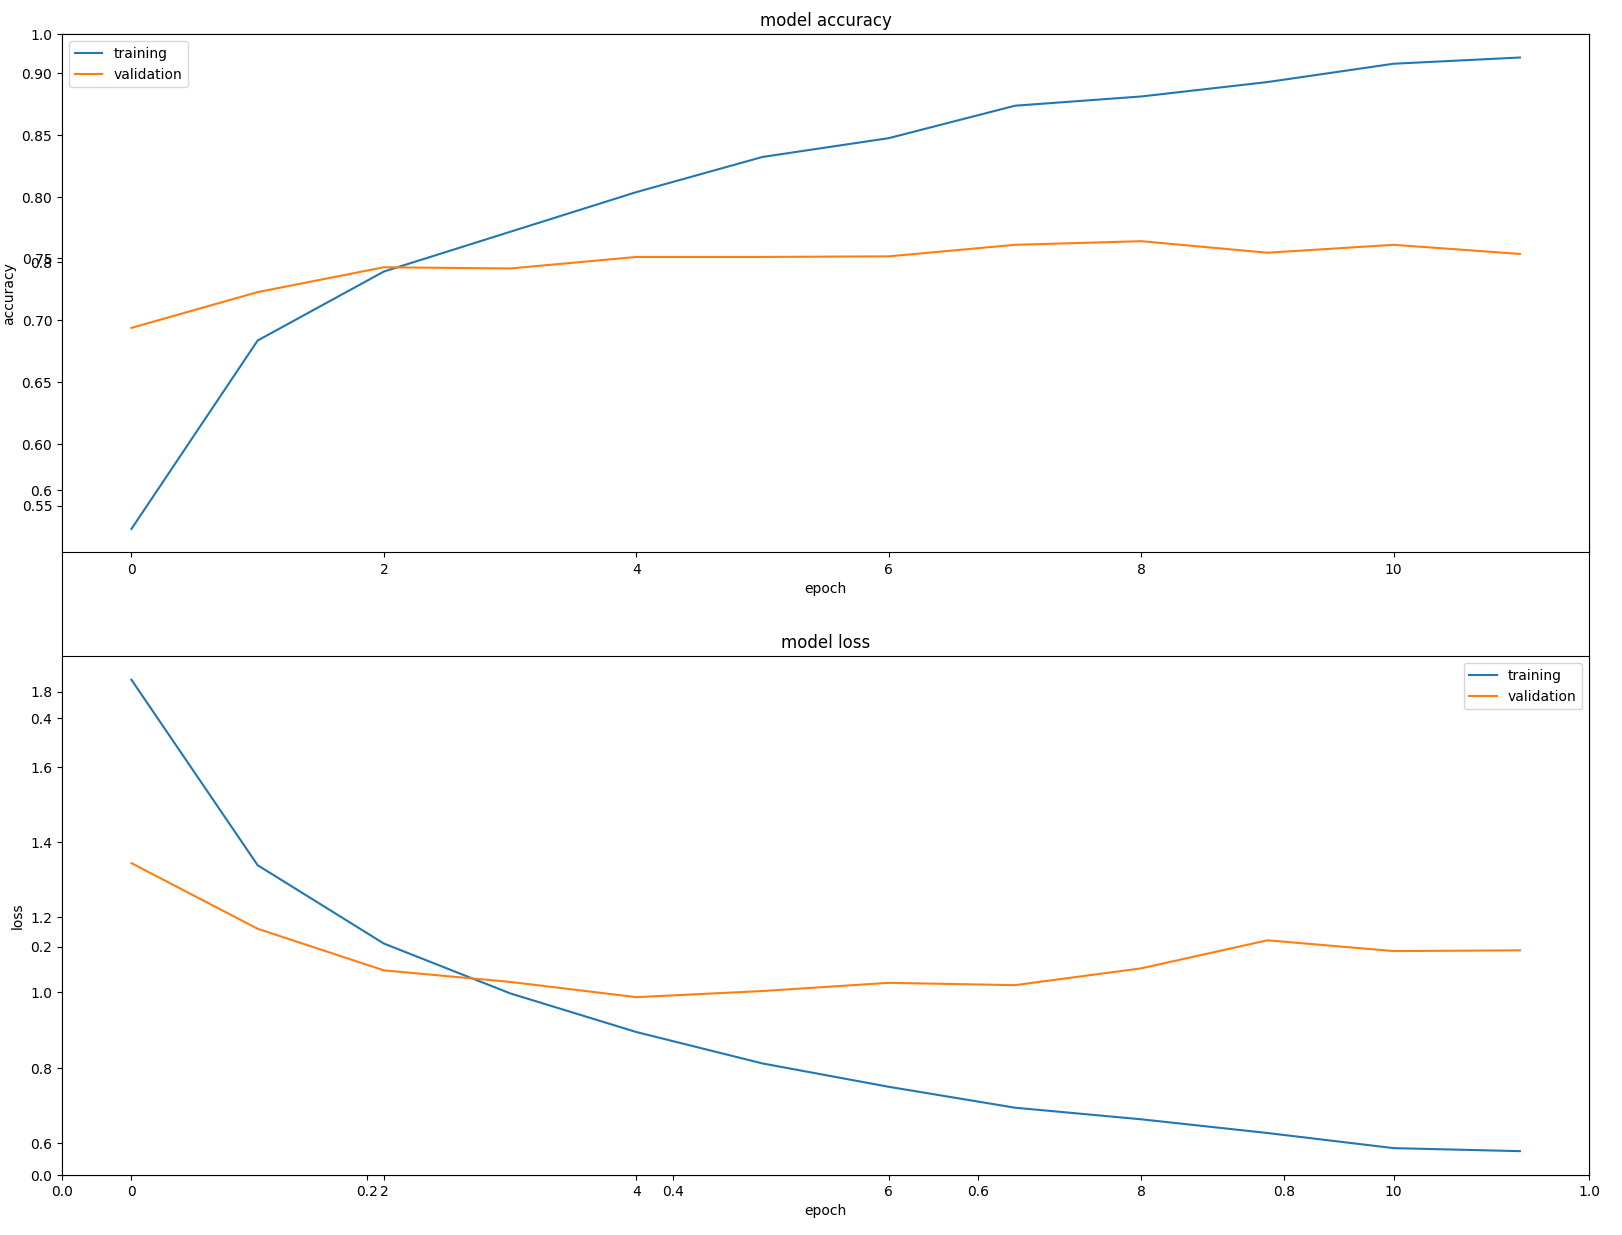 model accuracy
1.0
training
0.90
validation
0.85
0.80
0.75
0.8
accuracy
0.70
0.65
0.60
0.6
0.55
0 2 4 6 8 10
epoch
model loss
training
1.8
validation
0.4
1.6
1.4
1.2
loss
0.2
1.0
0.8
0.6
0.0
0.0 0 0.2 2 4 0.4 6 0.6 8 0.8 10 1.0
epoch